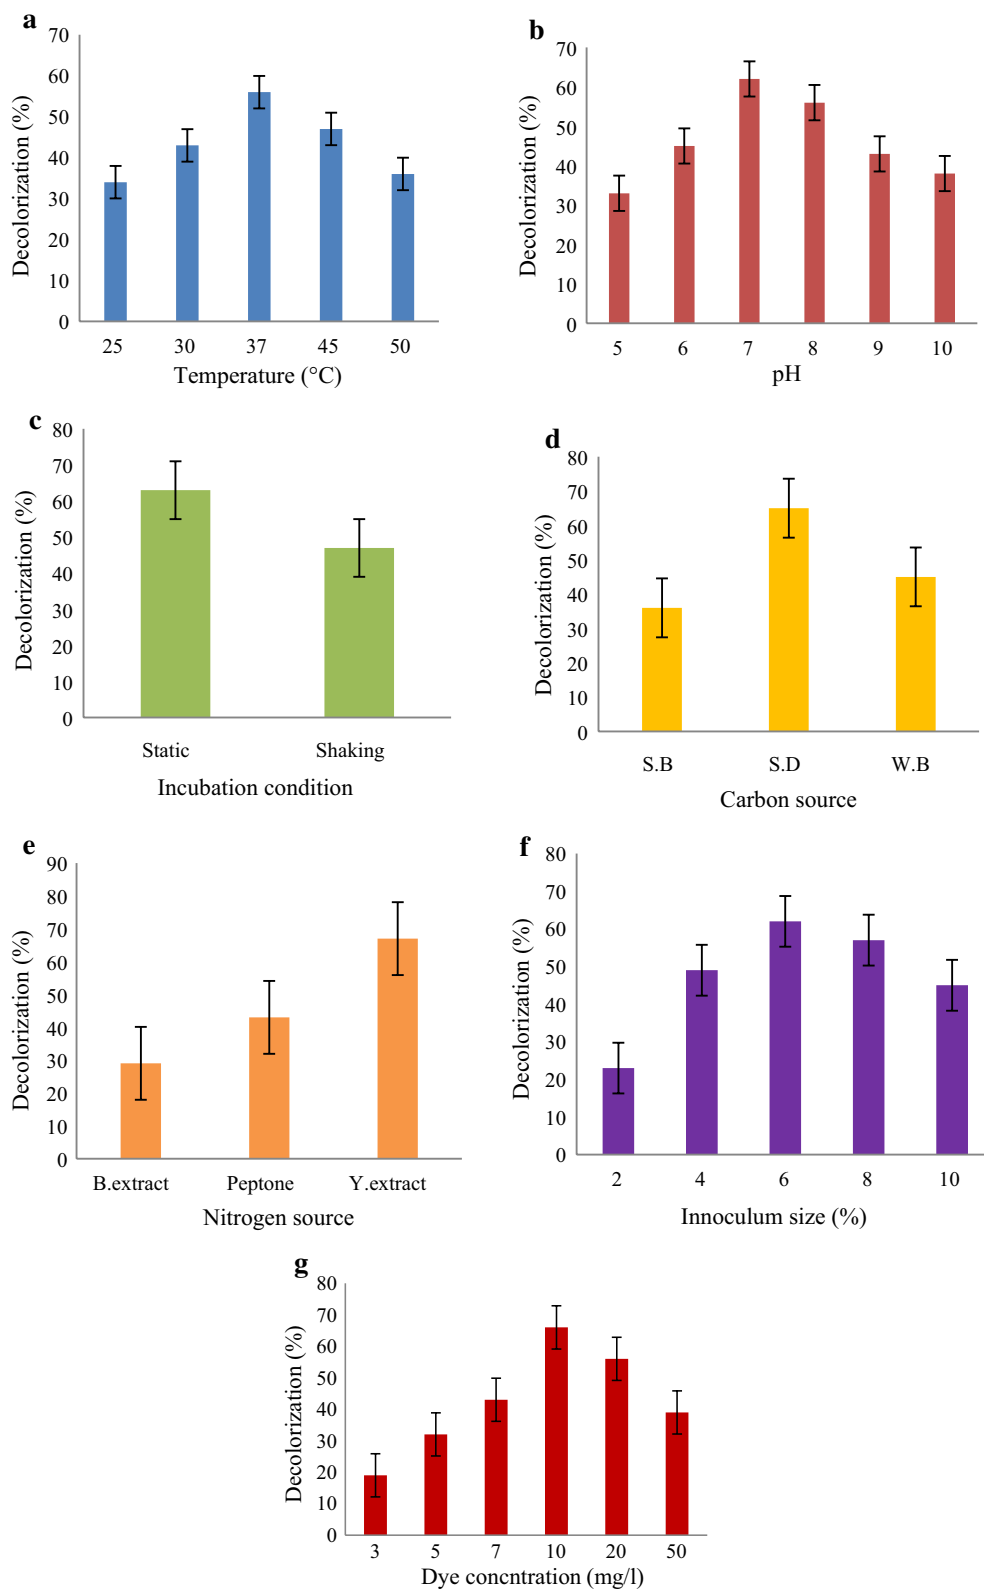 a
70
60
50
40
30
20
10
0
Decolorization (%)
25 30 37 45 50
Temperature (°C)
b
70
60
50
40
30
20
10
0
Decolorization (%)
5 6 7 8 9 10
pH
c
80
70
60
50
40
30
20
10
0
Decolorization (%)
Static Shaking
Incubation condition
d
80
70
60
50
40
30
20
10
0
Decolorization (%)
S.B S.D W.B
Carbon source
e
90
80
70
60
50
40
30
20
10
0
Decolorization (%)
B.extract Peptone Y.extract
Nitrogen source
f
80
70
60
50
40
30
20
10
0
Decolorization (%)
2 4 6 8 10
Innoculum size (%)
g
80
70
60
50
40
30
20
10
0
Decolorization (%)
3 5 7 10 20 50
Dye concntration (mg/l)